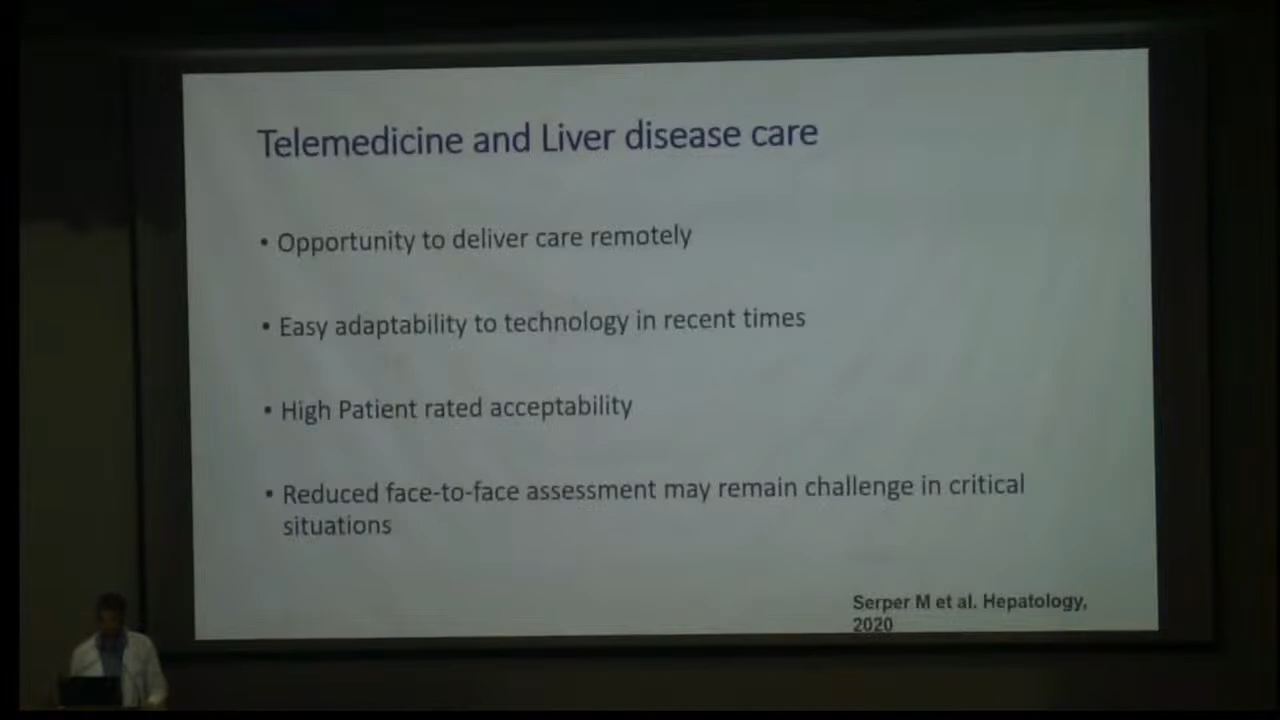 Telemedicine and Liver disease care
• Opportunity to deliver care remotely
• Easy adaptability to technology in recent times
• High Patient rated acceptability
• Reduced face-to-face assessment may remain challenge in critical
situations
Serper M et al. Hepatology,
2020